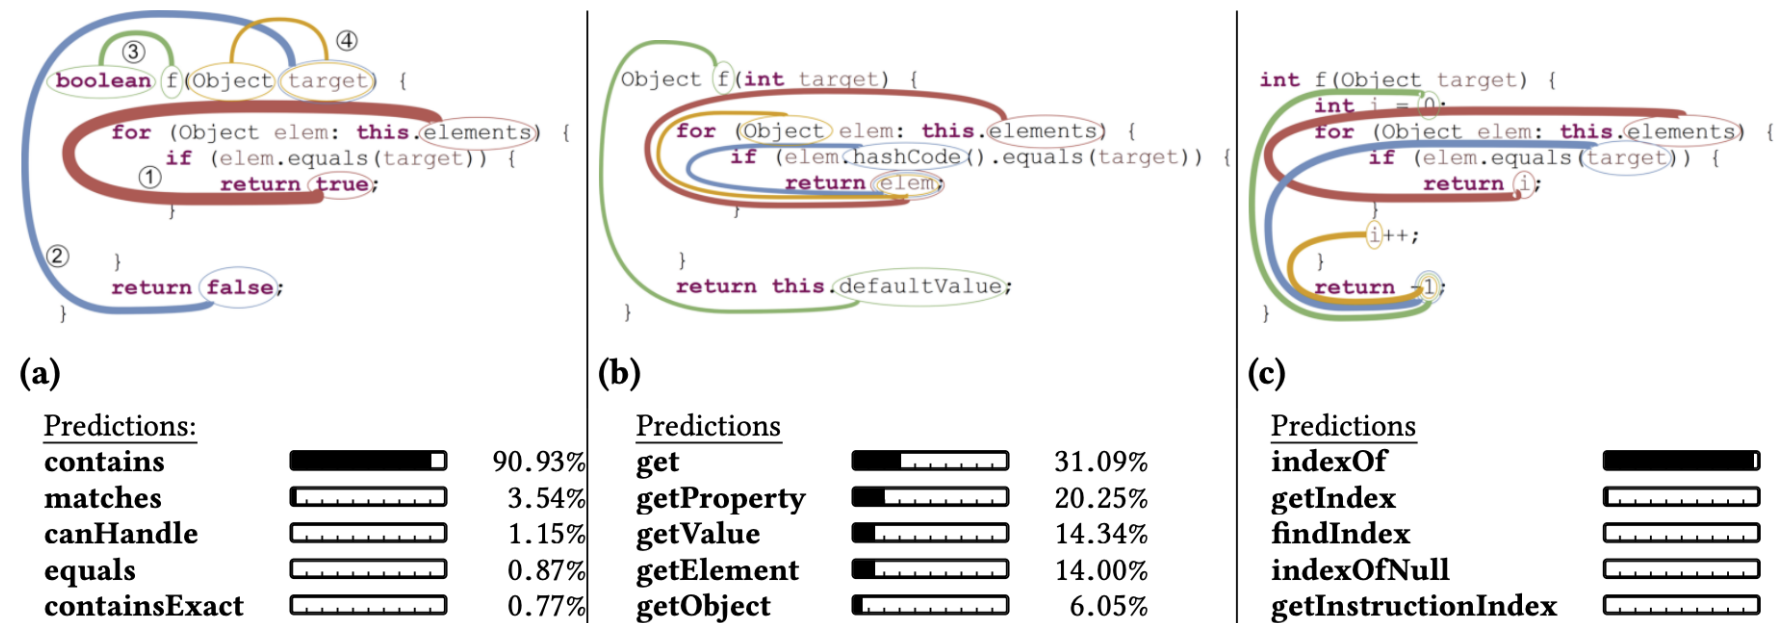 ③
④
boolean f(Object target) {
for (Object elem: this.elements) {
if (elem.equals(target)) {
①
return true;
}
②
}
return false;
}
(a)
Predictions:
contains 90.93%
matches 3.54%
canHandle 1.15%
equals 0.87%
containsExact 0.77%
Object f(int target) {
for (Object elem: this.elements) {
if (elem.hashCode().equals(target)) {
return elem;
}
}
return this.defaultValue;
}
(b)
Predictions
get 31.09%
getProperty 20.25%
getValue 14.34%
getElement 14.00%
getObject 6.05%
int f(Object target) {
int i = 0;
for (Object elem: this.elements) {
if (elem.equals(target)) {
return i;
}
i++;
}
return -1;
}
(c)
Predictions
indexOf
getIndex
findIndex
indexOfNull
getInstructionIndex